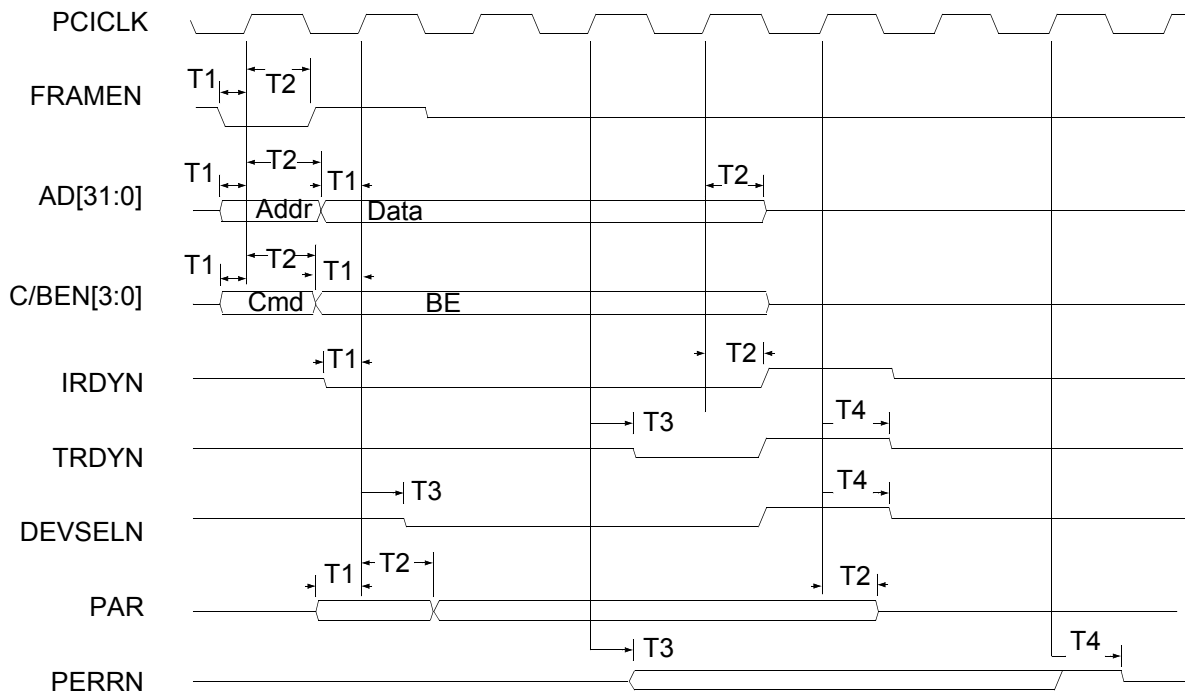 PCICLK
T1 T2
FRAMEN
T1 T2 T1 T2
AD[31:0] Addr Data
T1 T2 T1
C/BEN[3:0] Cmd BE
T1 T2
IRDYN
T3 T4
TRDYN
T3 T4
DEVSELN
T1 T2 T2
PAR
T3 T4
PERRN